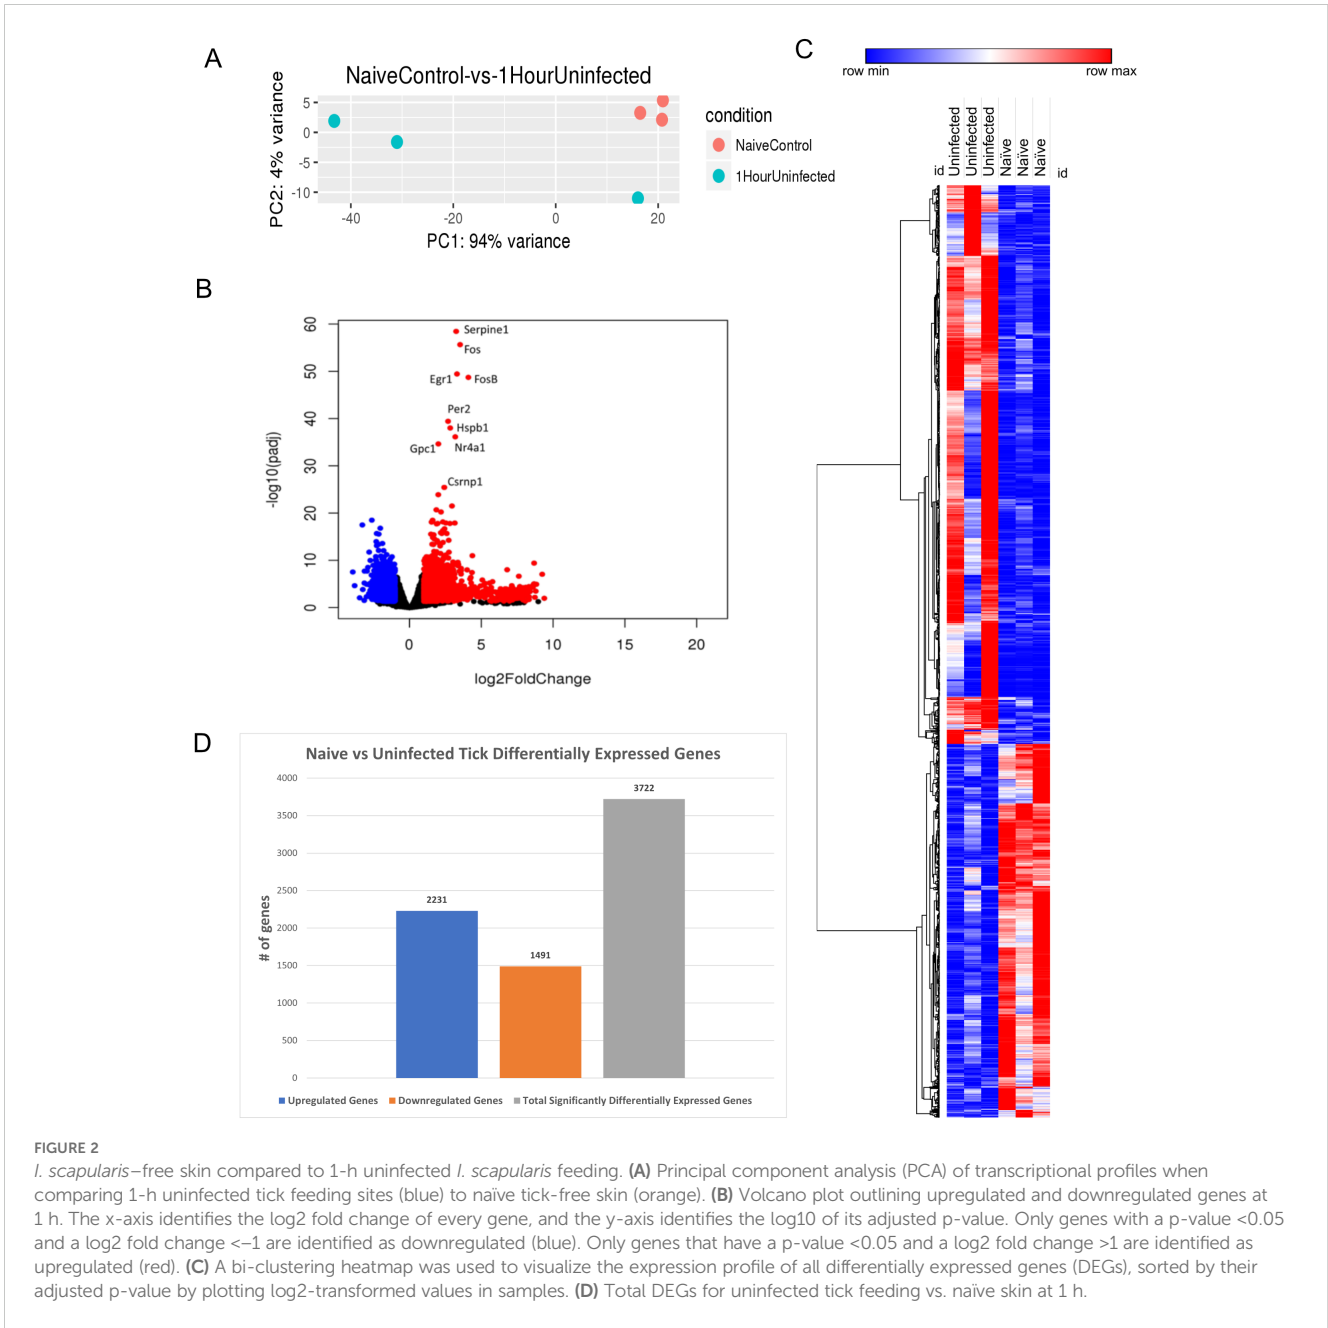 A
NaiveControl-vs-1HourUninfected
PC2: 4% variance
5
0
-5
-10
-40
-20
0
20
PC1: 94% variance
condition
NaiveControl
1HourUninfected
B
60
50
40
30
20
10
0
-log10(padj)
Serpine1
Fos
Egr1
FosB
Per2
Hspb1
Gpc1
Nr4a1
Csrnp1
0
5
10
15
20
log2FoldChange
C
row min
row max
id
Uninfected
Uninfected
Uninfected
Naïve
Naïve
Naïve
id
D
Naive vs Uninfected Tick Differentially Expressed Genes
4000
3500
3000
2500
2000
1500
1000
500
0
# of genes
2231
1491
3722
Upregulated Genes
Downregulated Genes
Total Significantly Differentially Expressed Genes
FIGURE 2
I. scapularis–free skin compared to 1-h uninfected I. scapularis feeding. (A) Principal component analysis (PCA) of transcriptional profiles when
comparing 1-h uninfected tick feeding sites (blue) to naïve tick-free skin (orange). (B) Volcano plot outlining upregulated and downregulated genes at
1 h. The x-axis identifies the log2 fold change of every gene, and the y-axis identifies the log10 of its adjusted p-value. Only genes with a p-value <0.05
and a log2 fold change <–1 are identified as downregulated (blue). Only genes that have a p-value <0.05 and a log2 fold change >1 are identified as
upregulated (red). (C) A bi-clustering heatmap was used to visualize the expression profile of all differentially expressed genes (DEGs), sorted by their
adjusted p-value by plotting log2-transformed values in samples. (D) Total DEGs for uninfected tick feeding vs. naïve skin at 1 h.